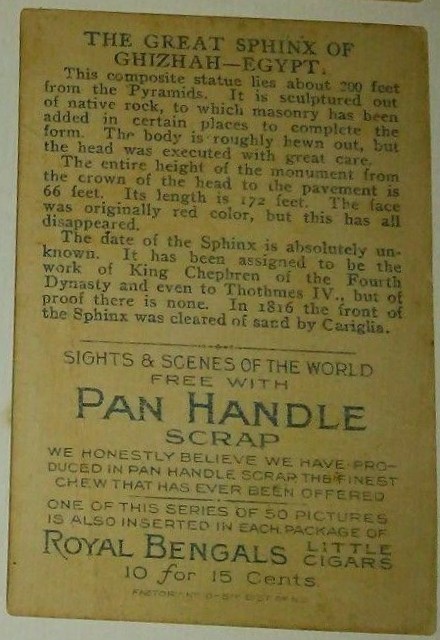 THE GREAT SPHINX OF
GHIZHAH—EGYPT.
This composite statue lies about 200 feet
from the Pyramids. It is sculptured out
of native rock, to which masonry has been
added in certain places to complete the
form. The body is roughly hewn out, but
the head was executed with great care.
The entire height of the monument from
the crown of the head to the pavement is
66 feet. Its length is 172 feet. The face
was originally red color, but this has all
disappeared.
The date of the Sphinx is absolutely un-
known. It has been assigned to be the
work of King Chephren of the Fourth
Dynasty and even to Thothmes IV., but of
proof there is none. In 1816 the front of
the Sphinx was cleared of sand by Cariglia.
SIGHTS & SCENES OF THE WORLD
FREE WITH
PAN HANDLE
SCRAP
WE HONESTLY BELIEVE WE HAVE PRO-
DUCED IN PAN HANDLE SCRAP THE FINEST
CHEW THAT HAS EVER BEEN OFFERED
ONE OF THIS SERIES OF 50 PICTURES
IS ALSO INSERTED IN EACH PACKAGE OF
ROYAL BENGALS LITTLE CIGARS
10 for 15 Cents